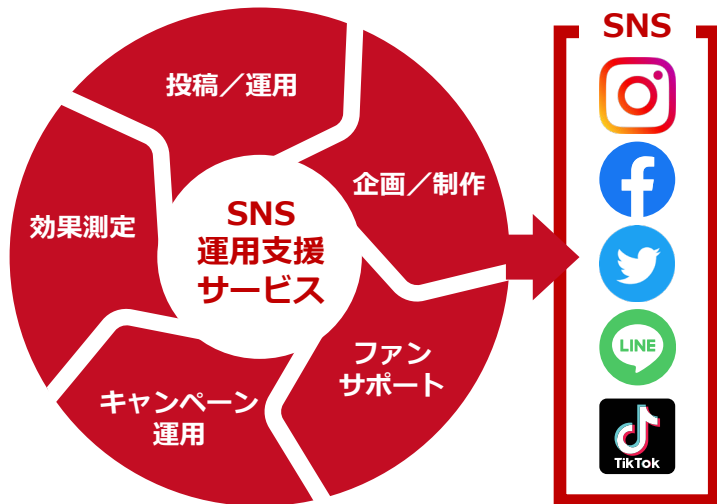 投稿／運用
企画／制作
ファン
サポート
キャンペーン
運用
効果測定
SNS
運用支援
サービス
SNS
LINE
TikTok